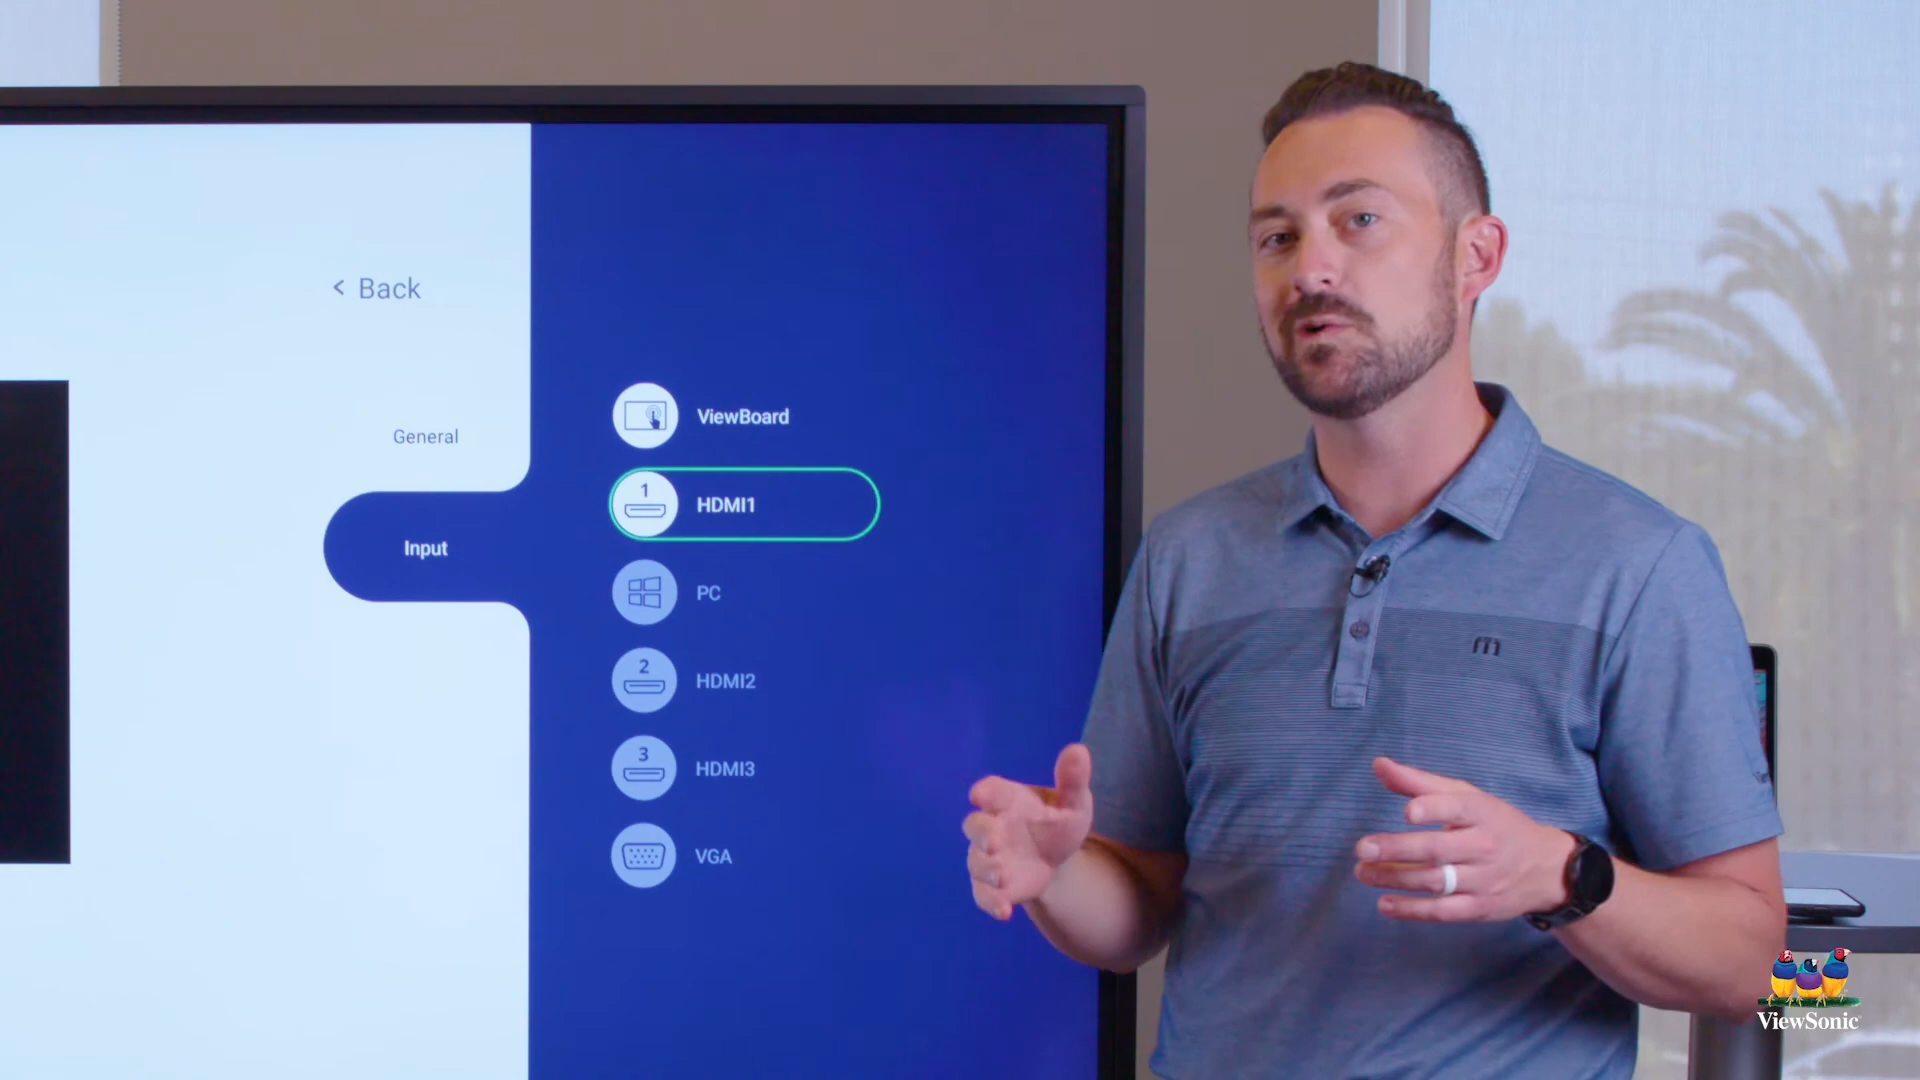 < Back
General
Input
ViewBoard
1
HDMI1
PC
2
HDMI2
3
HDMI3
VGA
ViewSonic